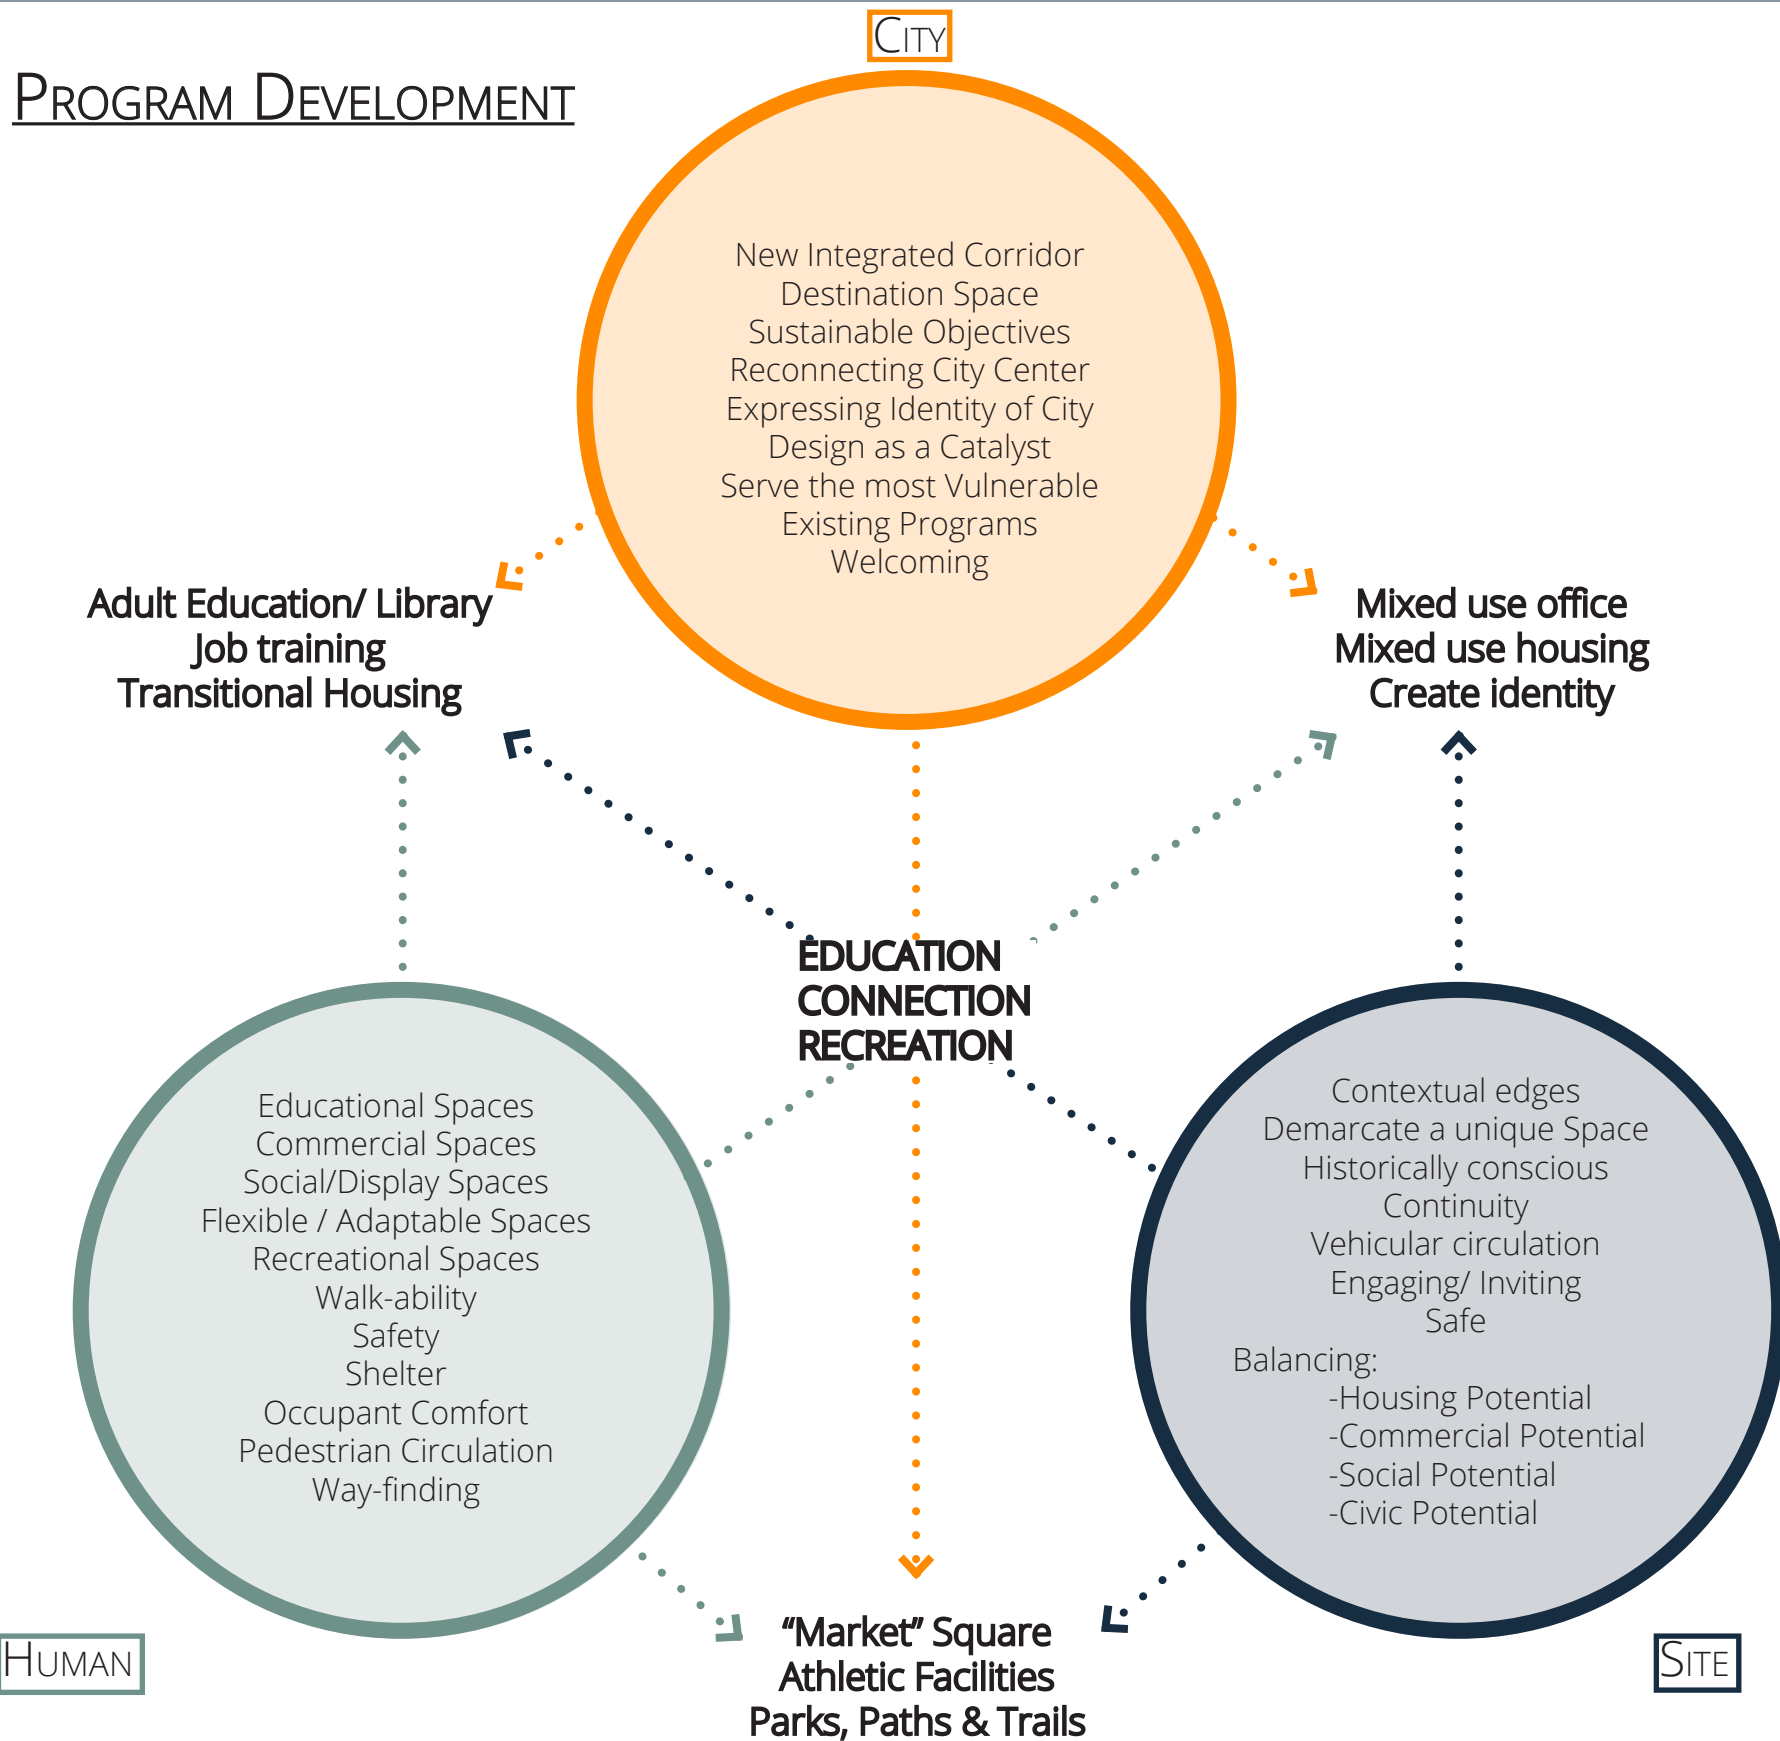 City
Program Development
New Integrated Corridor
Destination Space
Sustainable Objectives
Reconnecting City Center
Expressing Identity of City
Design as a Catalyst
Serve the most Vulnerable
Existing Programs
Welcoming
Adult Education/ Library
Job training
Transitional Housing
Mixed use office
Mixed use housing
Create identity
EDUCATION
CONNECTION
RECREATION
Educational Spaces
Commercial Spaces
Social/Display Spaces
Flexible / Adaptable Spaces
Recreational Spaces
Walk-ability
Safety
Shelter
Occupant Comfort
Pedestrian Circulation
Way-finding
Contextual edges
Demarcate a unique Space
Historically conscious
Continuity
Vehicular circulation
Engaging/ Inviting
Safe
Balancing:
-Housing Potential
-Commercial Potential
-Social Potential
-Civic Potential
Human
“Market” Square
Athletic Facilities
Parks, Paths & Trails
Site